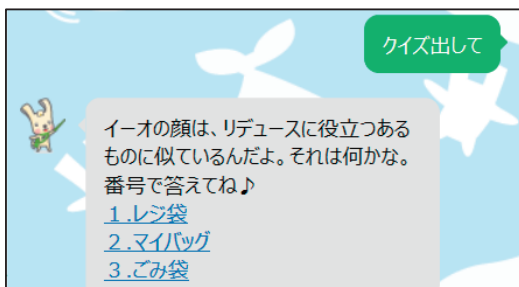 クイズ出して
イーオの顔は、リデュースに役立つある
ものに似ているんだよ。それは何かな。
番号で答えてね♪
１.レジ袋
２.マイバッグ
３.ごみ袋